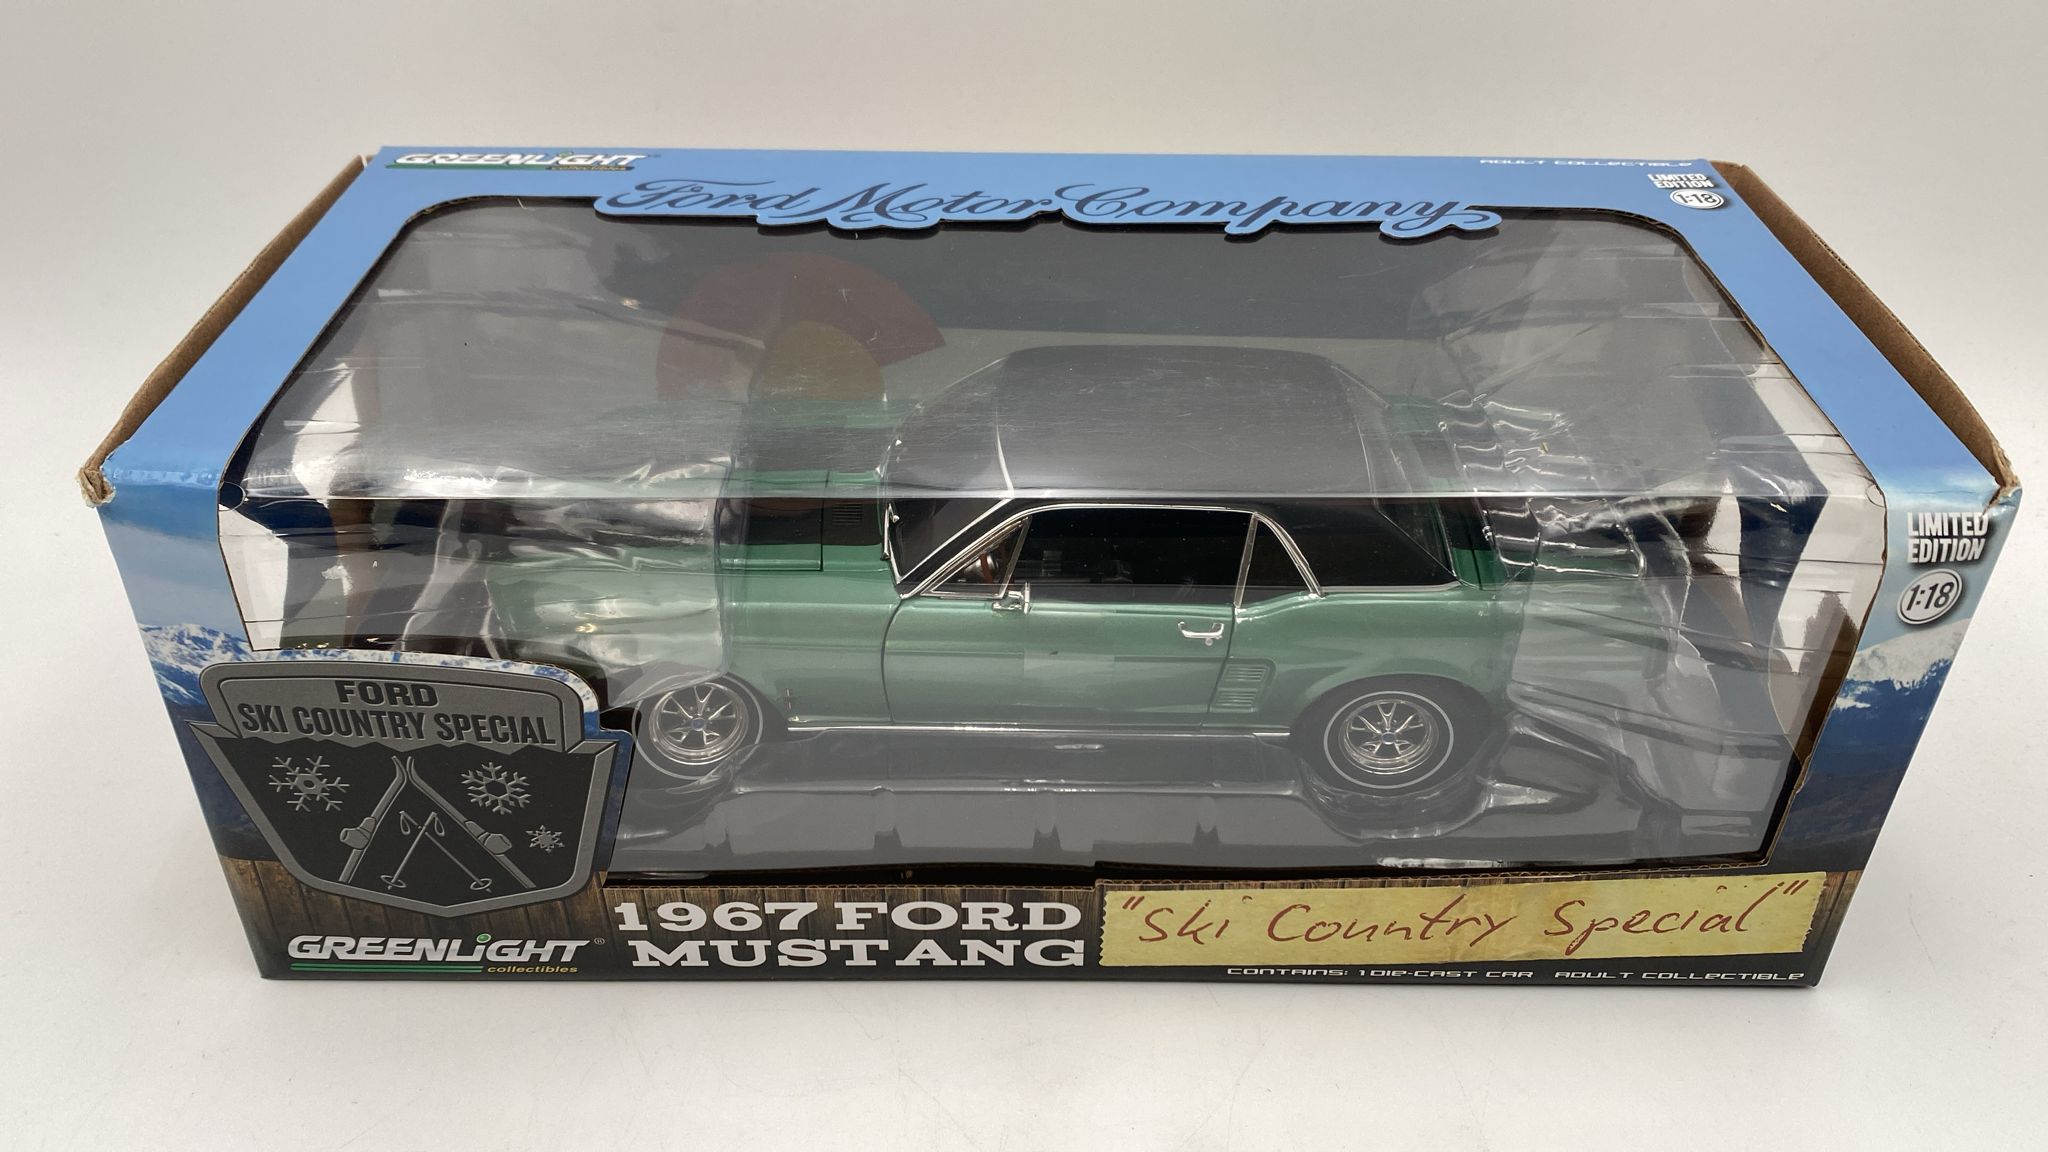 GREENLiGHT
collectibles
ADULT COLLECTIBLE
LIMITED
EDITION
1:18
Ford Motor Company
LIMITED
EDITION
1:18
FORD
SKI COUNTRY SPECIAL
1967 FORD
MUSTANG
"Ski Country Special"
GREENLiGHT®
collectibles
CONTAINS: 1 DIE-CAST CAR ADULT COLLECTIBLE